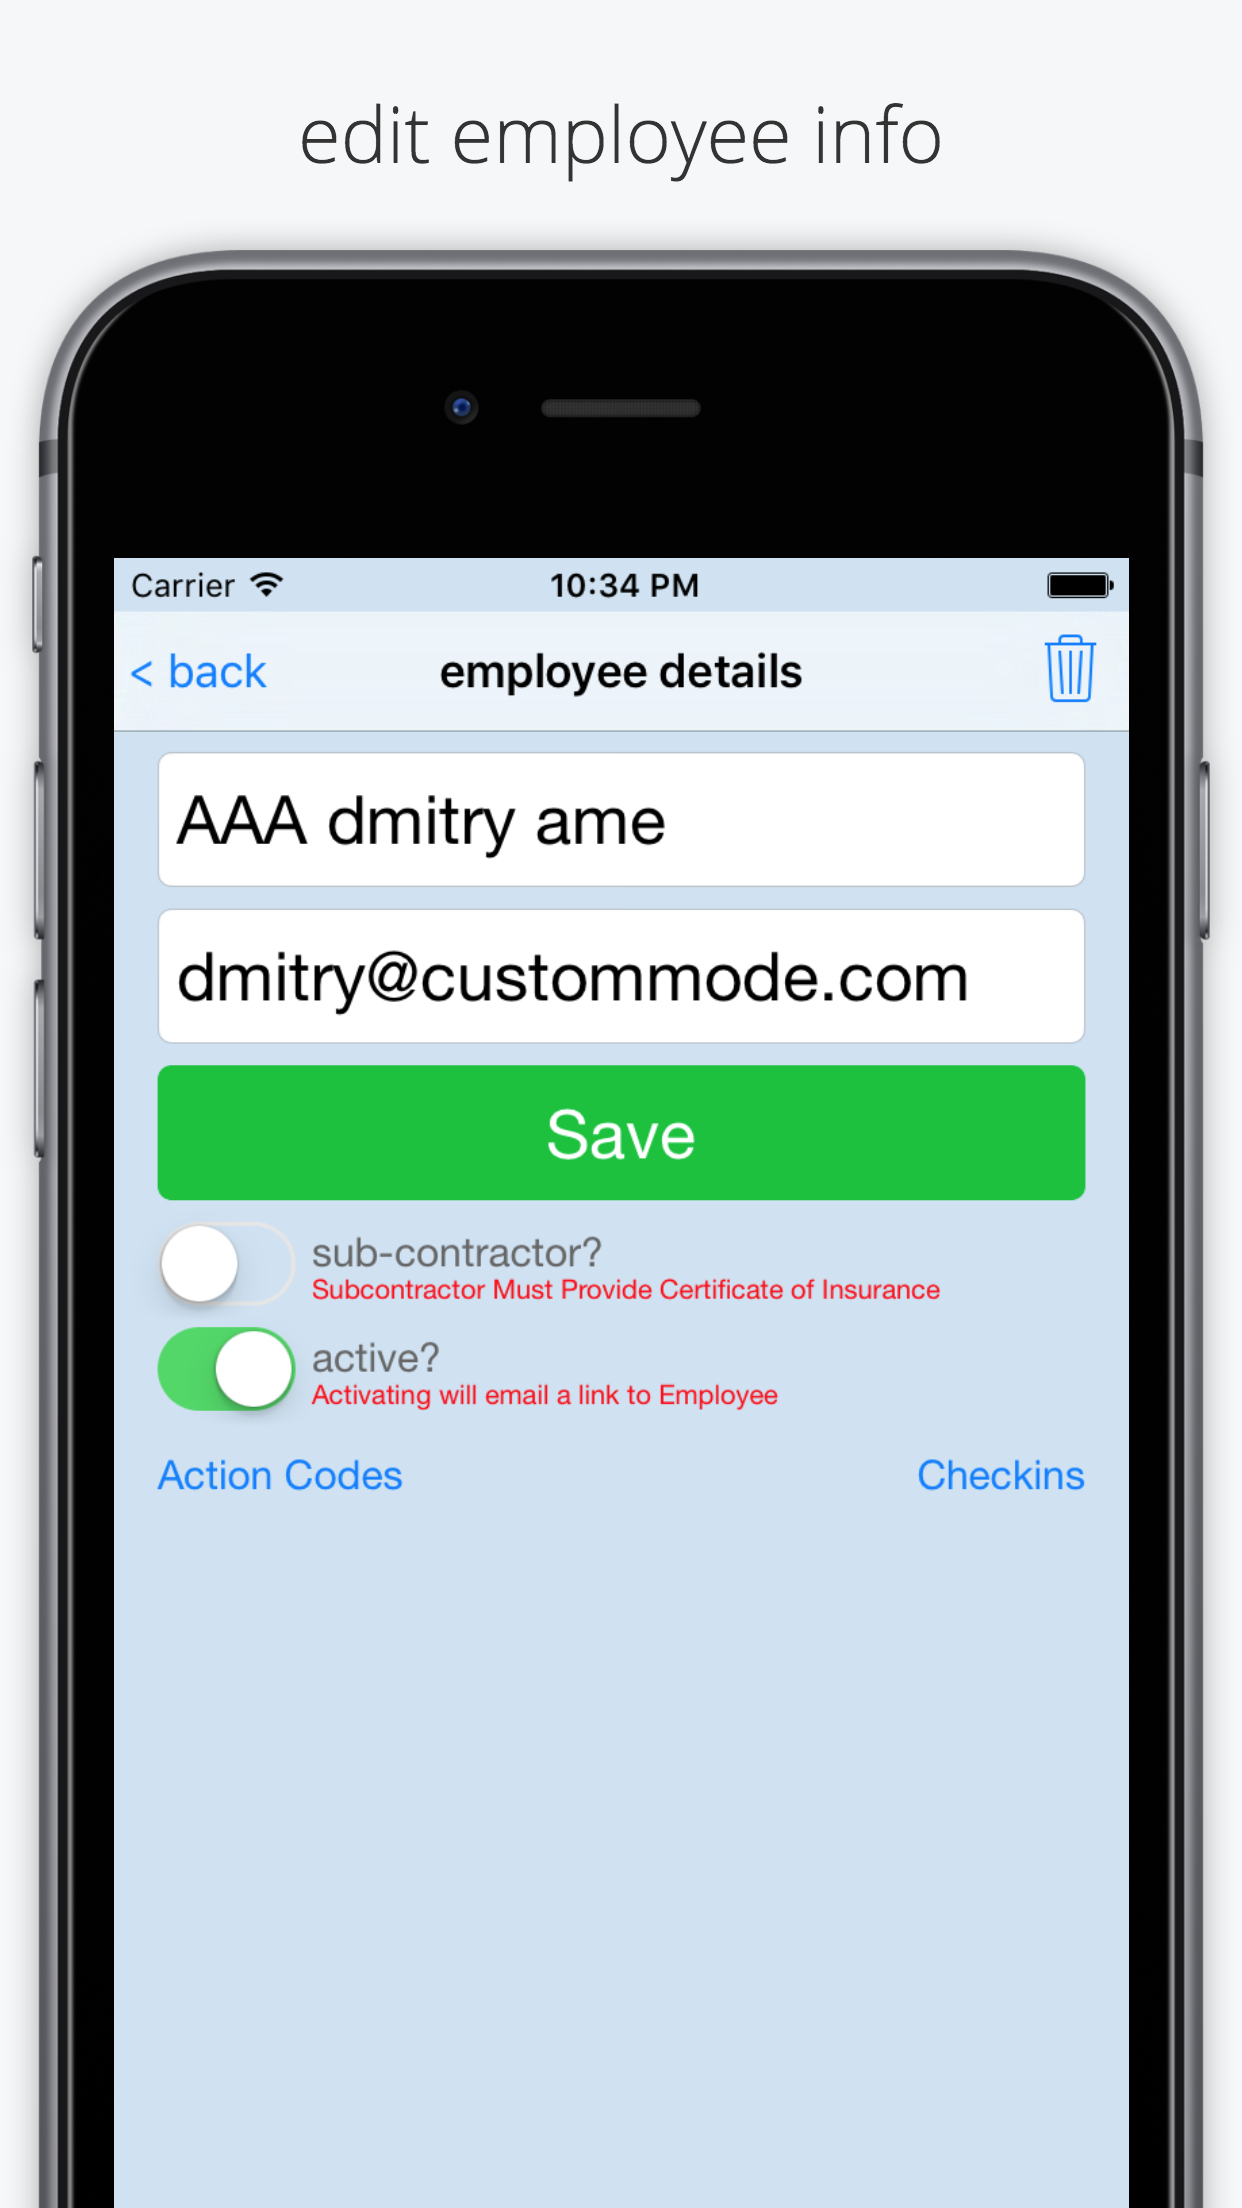 edit employee info
Carrier 10:34 PM
< back employee details
AAA dmitry ame
dmitry@custommode.com
Save
sub-contractor?
Subcontractor Must Provide Certificate of Insurance
active?
Activating will email a link to Employee
Action Codes Checkins